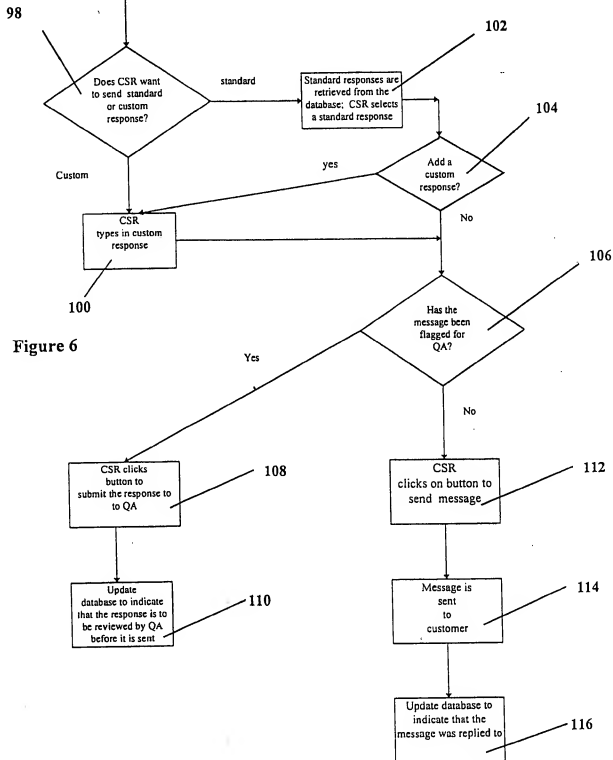 98
102
Does CSR want
to send standard
or custom
response?
standard
Standard responses are
retrieved from the
database; CSR selects
a standard response
104
Custom
yes
Add a
custom
response?
No
CSR
types in custom
response
100
106
Has the
message been
flagged for
QA?
Figure 6
Yes
No
CSR clicks
button to
submit the response to
to QA
108
CSR
clicks on button to
send message
112
Update
database to indicate
that the response is to
be reviewed by QA
before it is sent
110
Message is
sent
to
customer
114
Update database to
indicate that the
message was replied to
116